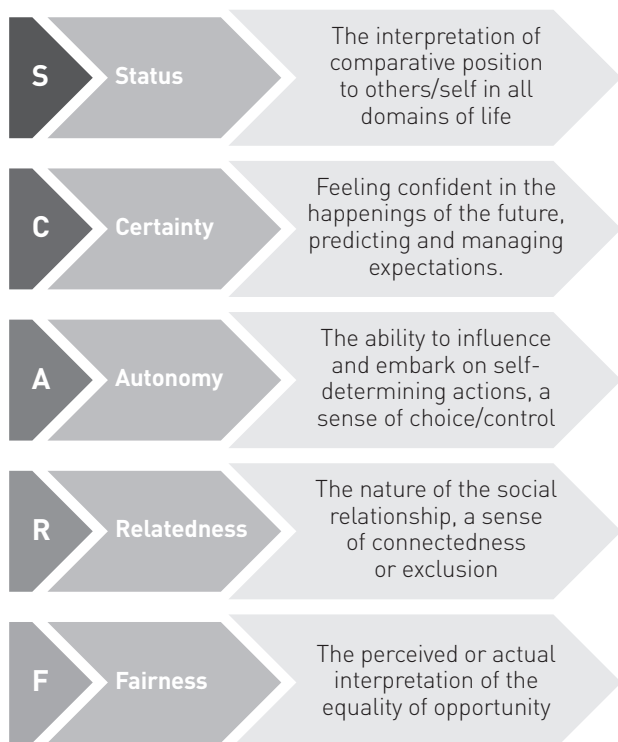 S
Status
The interpretation of
comparative position
to others/self in all
domains of life
C
Certainty
Feeling confident in the
happenings of the future,
predicting and managing
expectations.
A
Autonomy
The ability to influence
and embark on self-
determining actions, a
sense of choice/control
R
Relatedness
The nature of the social
relationship, a sense
of connectedness
or exclusion
F
Fairness
The perceived or actual
interpretation of the
equality of opportunity